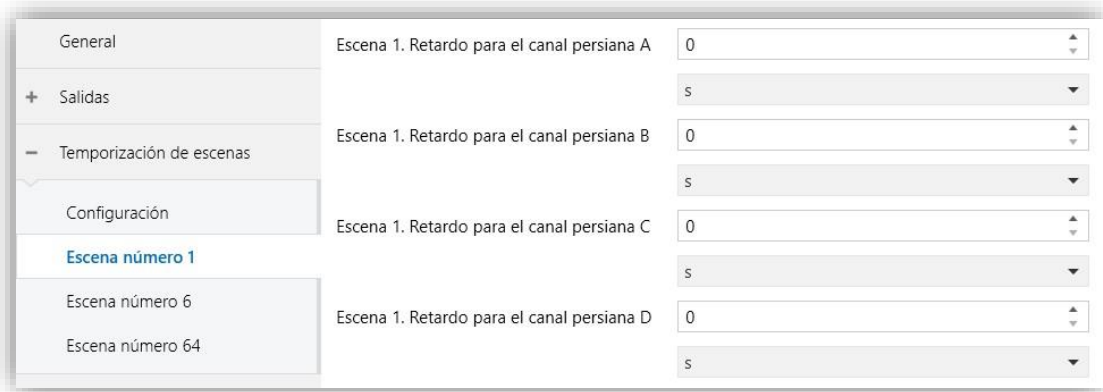 General
+ Salidas
− Temporización de escenas
Configuración
Escena número 1
Escena número 6
Escena número 64
Escena 1. Retardo para el canal persiana A 0
s
Escena 1. Retardo para el canal persiana B 0
s
Escena 1. Retardo para el canal persiana C 0
s
Escena 1. Retardo para el canal persiana D 0
s